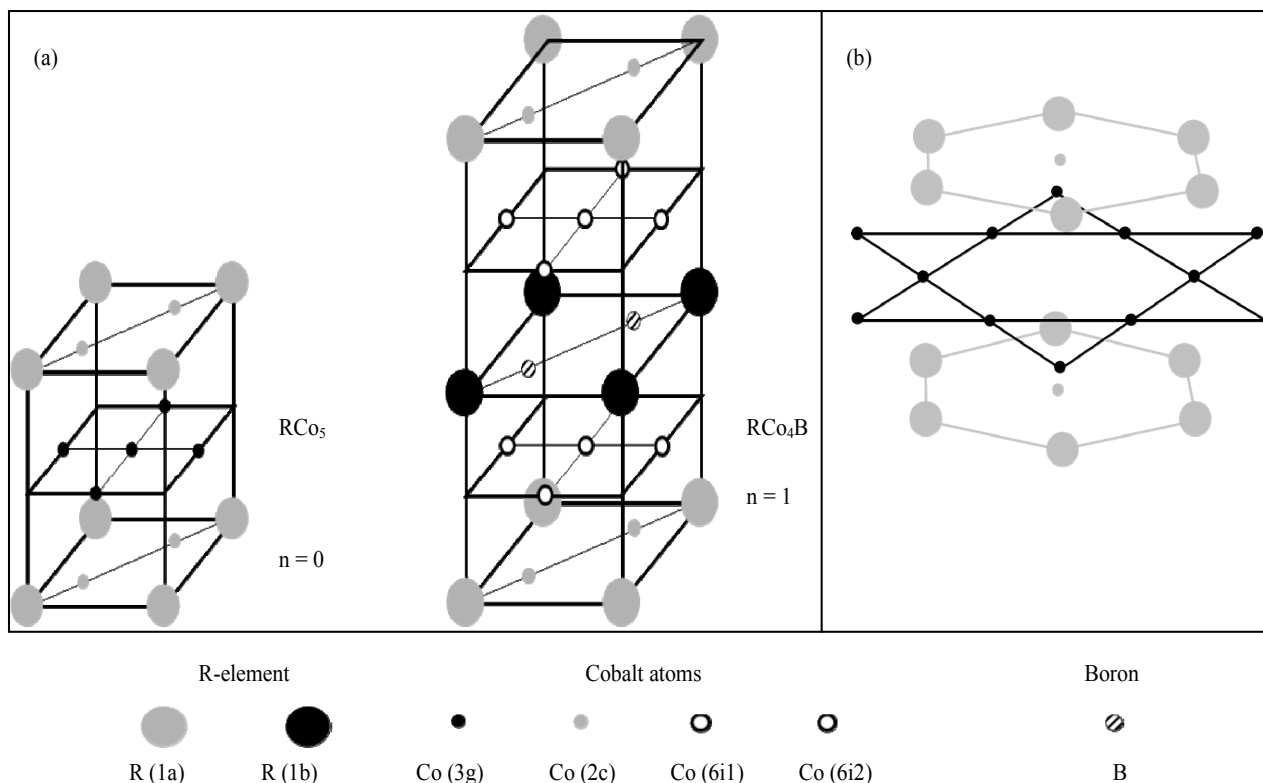 (a)
(b)
RCo₅
n = 0
RCo₄B
n = 1
R-element
Cobalt atoms
Boron
R (1a)
R (1b)
Co (3g)
Co (2c)
Co (6i1)
Co (6i2)
B